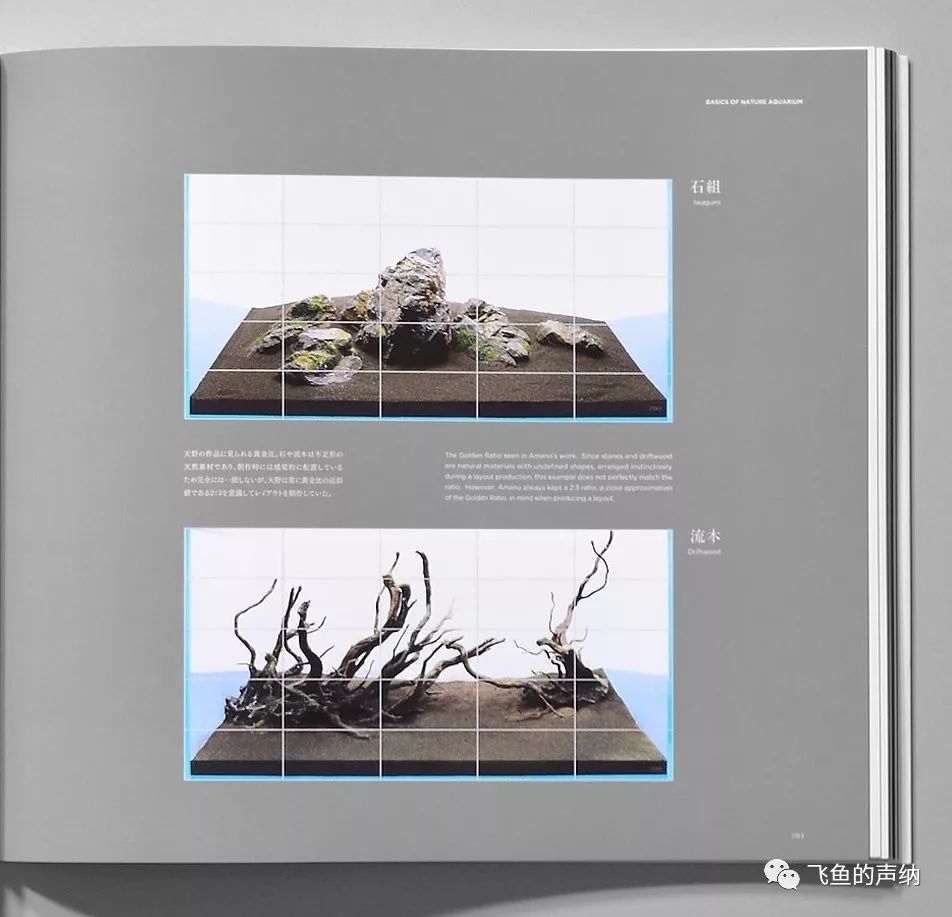 BASICS OF NATURE AQUARIUM
石組
Iwagumi
天野の作品に見られる黄金比。石や流木は不定形の
天然素材であり、制作時には感覚的に配置している
ため完全には一致しないが、天野は常に黄金比の近似
値である2:3を意識してレイアウトを制作していた。
The Golden Ratio seen in Amano's work. Since stones and driftwood
are natural materials with undefined shapes, arranged instinctively
during a layout production, this example does not perfectly match the
ratio. However, Amano always kept a 2:3 ratio, a close approximation
of the Golden Ratio, in mind when producing a layout.
流木
Driftwood
飞鱼的声纳